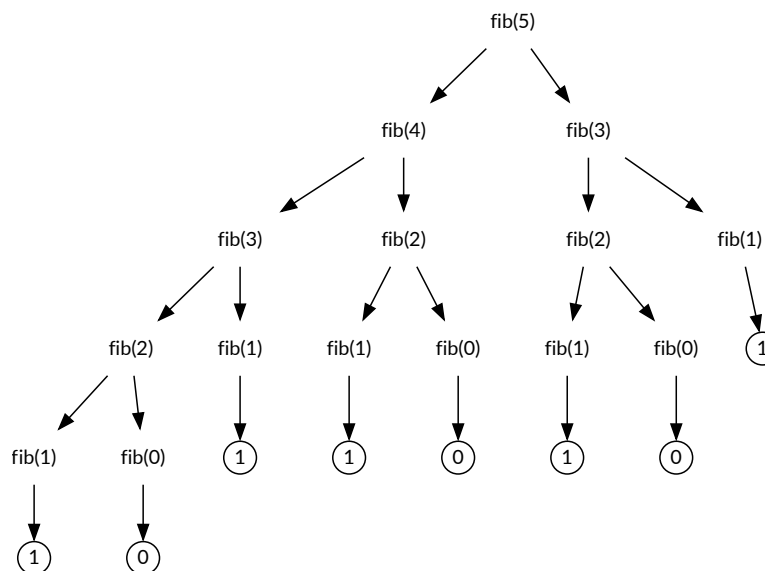 fib(5)
fib(4) fib(3)
fib(3) fib(2) fib(2) fib(1)
fib(2) fib(1) fib(1) fib(0) fib(1) fib(0) 1
fib(1) fib(0) 1 1 0 1 0
1 0